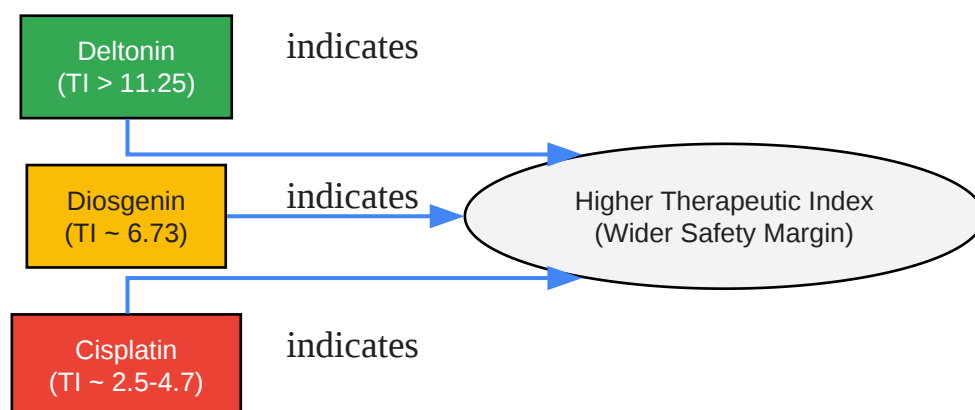 Deltonin
(TI > 11.25)
indicates
Diosgenin
(TI ~ 6.73)
indicates
Higher Therapeutic Index
(Wider Safety Margin)
Cisplatin
(TI ~ 2.5-4.7)
indicates